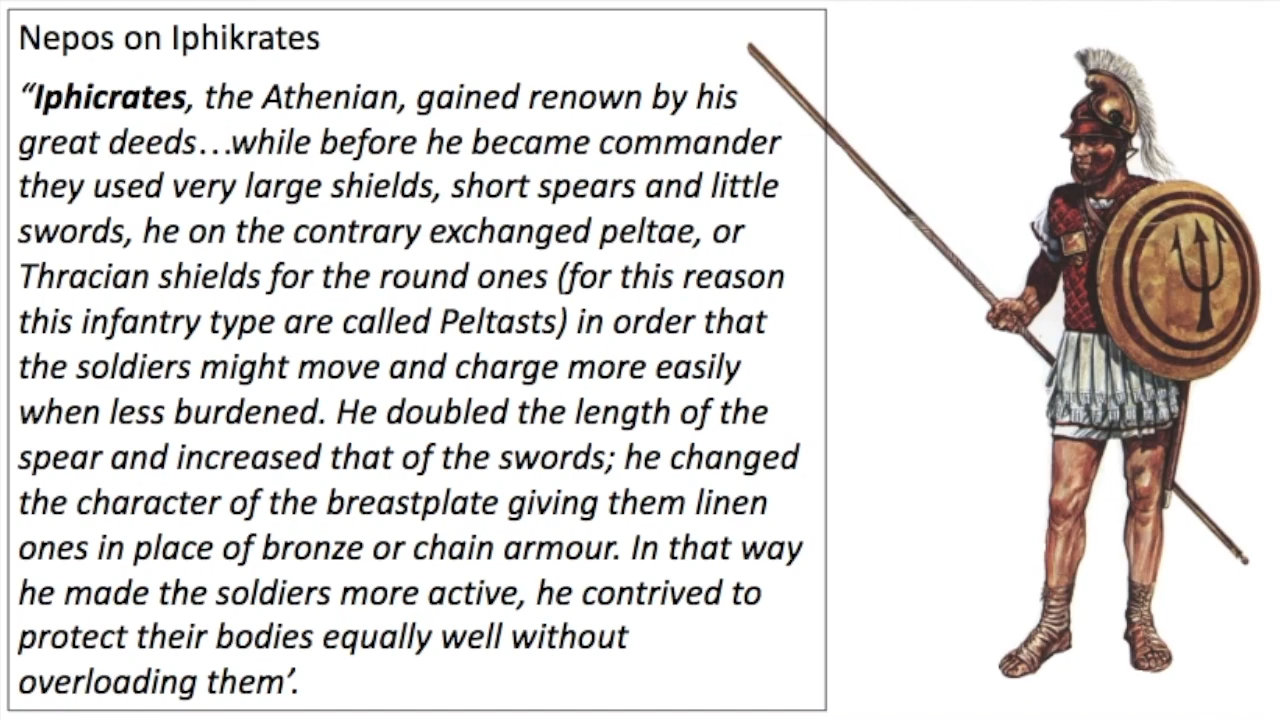 Nepos on Iphikrates
“Iphicrates, the Athenian, gained renown by his
great deeds…while before he became commander
they used very large shields, short spears and little
swords, he on the contrary exchanged peltae, or
Thracian shields for the round ones (for this reason
this infantry type are called Peltasts) in order that
the soldiers might move and charge more easily
when less burdened. He doubled the length of the
spear and increased that of the swords; he changed
the character of the breastplate giving them linen
ones in place of bronze or chain armour. In that way
he made the soldiers more active, he contrived to
protect their bodies equally well without
overloading them’.